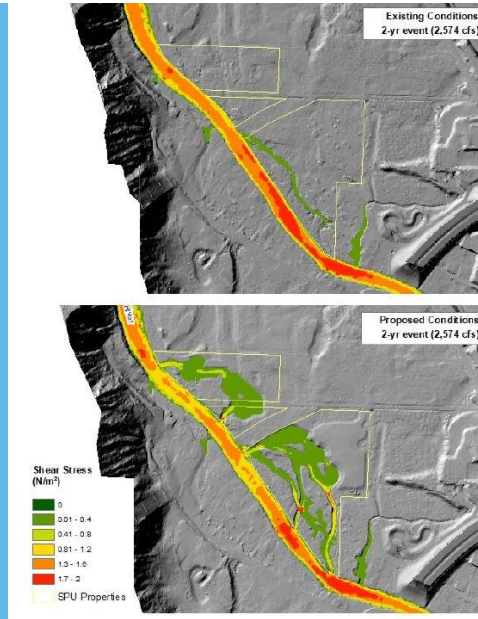 Existing Conditions
2-yr event (2,574 cfs)
Proposed Conditions
2-yr event (2,574 cfs)
Shear Stress
(N/m²)
0
0.01 - 0.4
0.41 - 0.8
0.81 - 1.2
1.3 - 1.6
1.7 - 2
SPU Properties